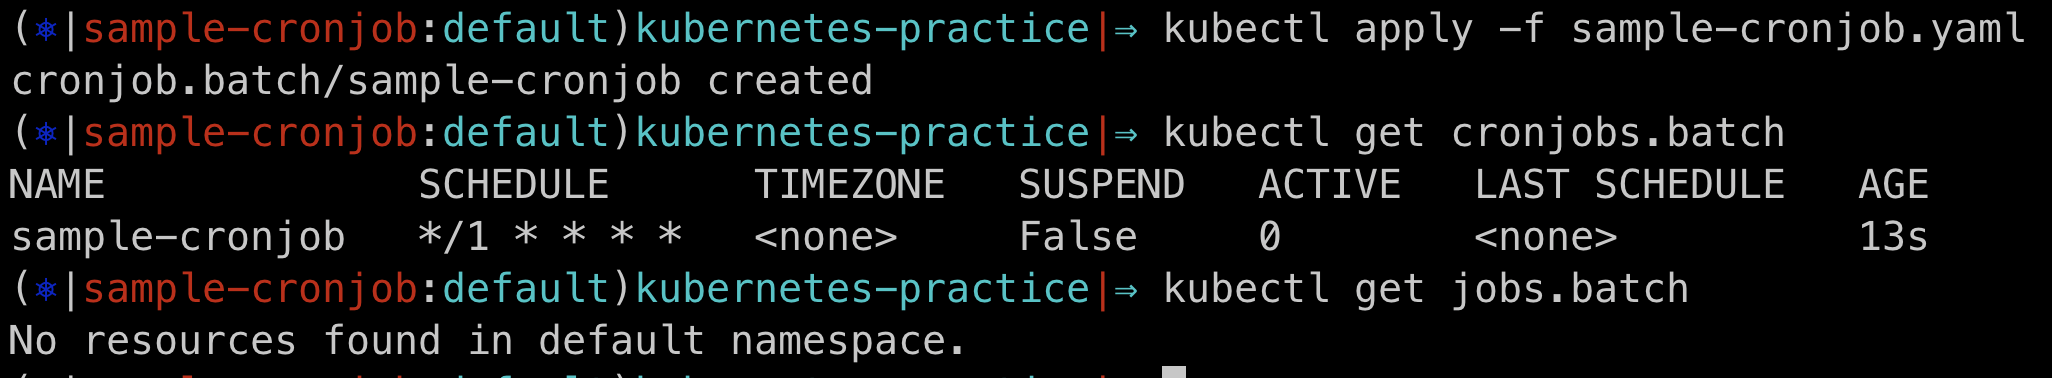 (⎈|sample-cronjob:default)kubernetes-practice|⇒ kubectl apply -f sample-cronjob.yaml
cronjob.batch/sample-cronjob created
(⎈|sample-cronjob:default)kubernetes-practice|⇒ kubectl get cronjobs.batch
NAME SCHEDULE TIMEZONE SUSPEND ACTIVE LAST SCHEDULE AGE
sample-cronjob */1 * * * * <none> False 0 <none> 13s
(⎈|sample-cronjob:default)kubernetes-practice|⇒ kubectl get jobs.batch
No resources found in default namespace.